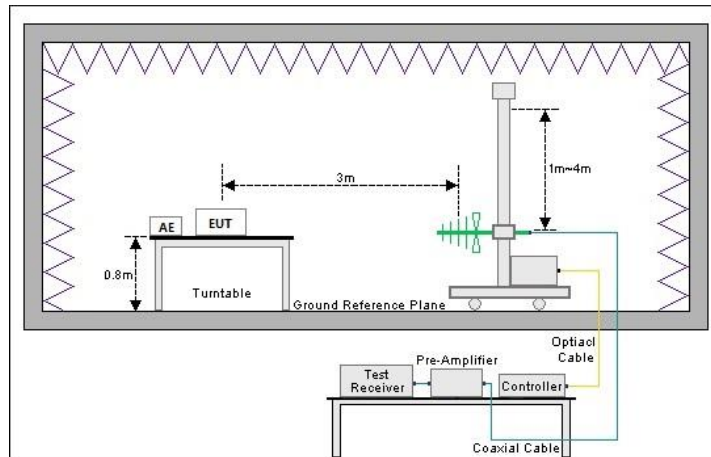 3m
1m~4m
AE
EUT
0.8m
Turntable
Ground Reference Plane
Optiacl
Cable
Pre-Amplifier
Test
Receiver
Controller
Coaxial Cable